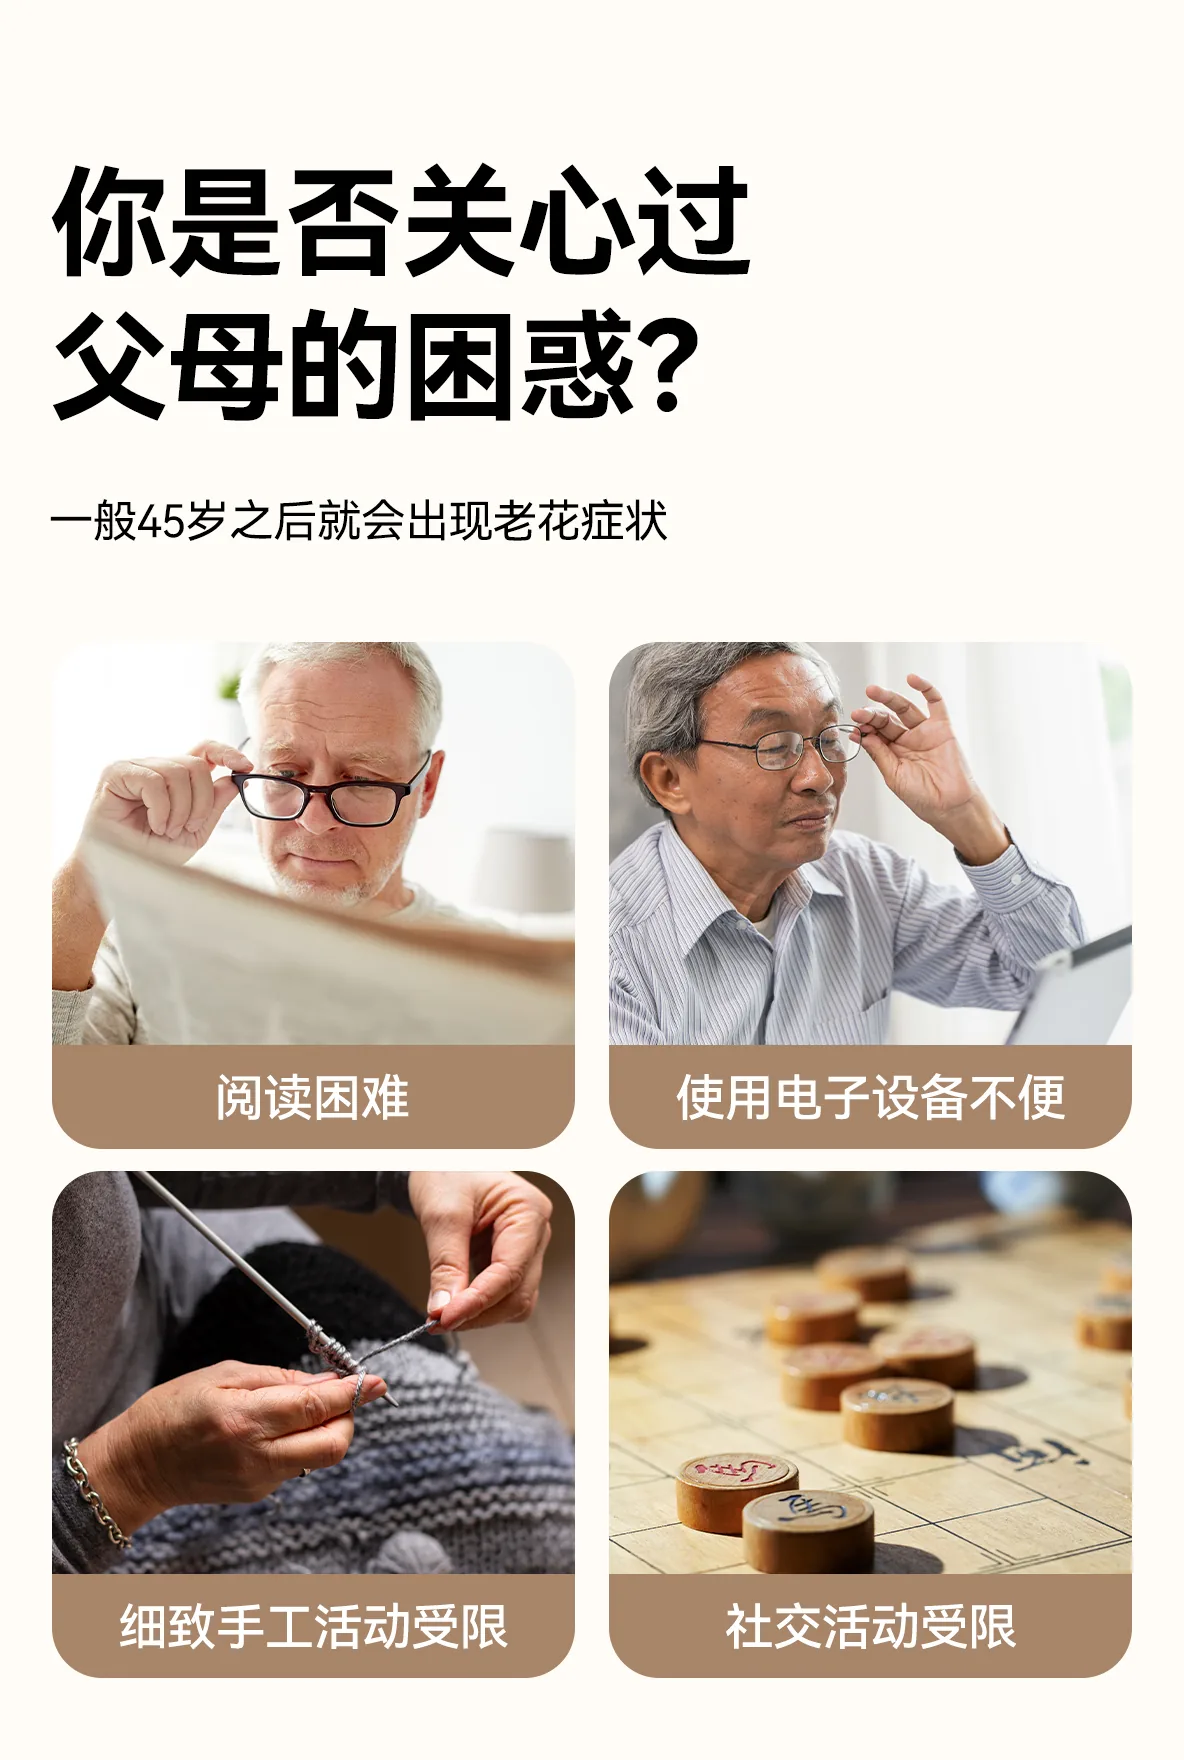 你是否关心过
父母的困惑？
一般45岁之后就会出现老花症状
阅读困难
使用电子设备不便
细致手工活动受限
社交活动受限